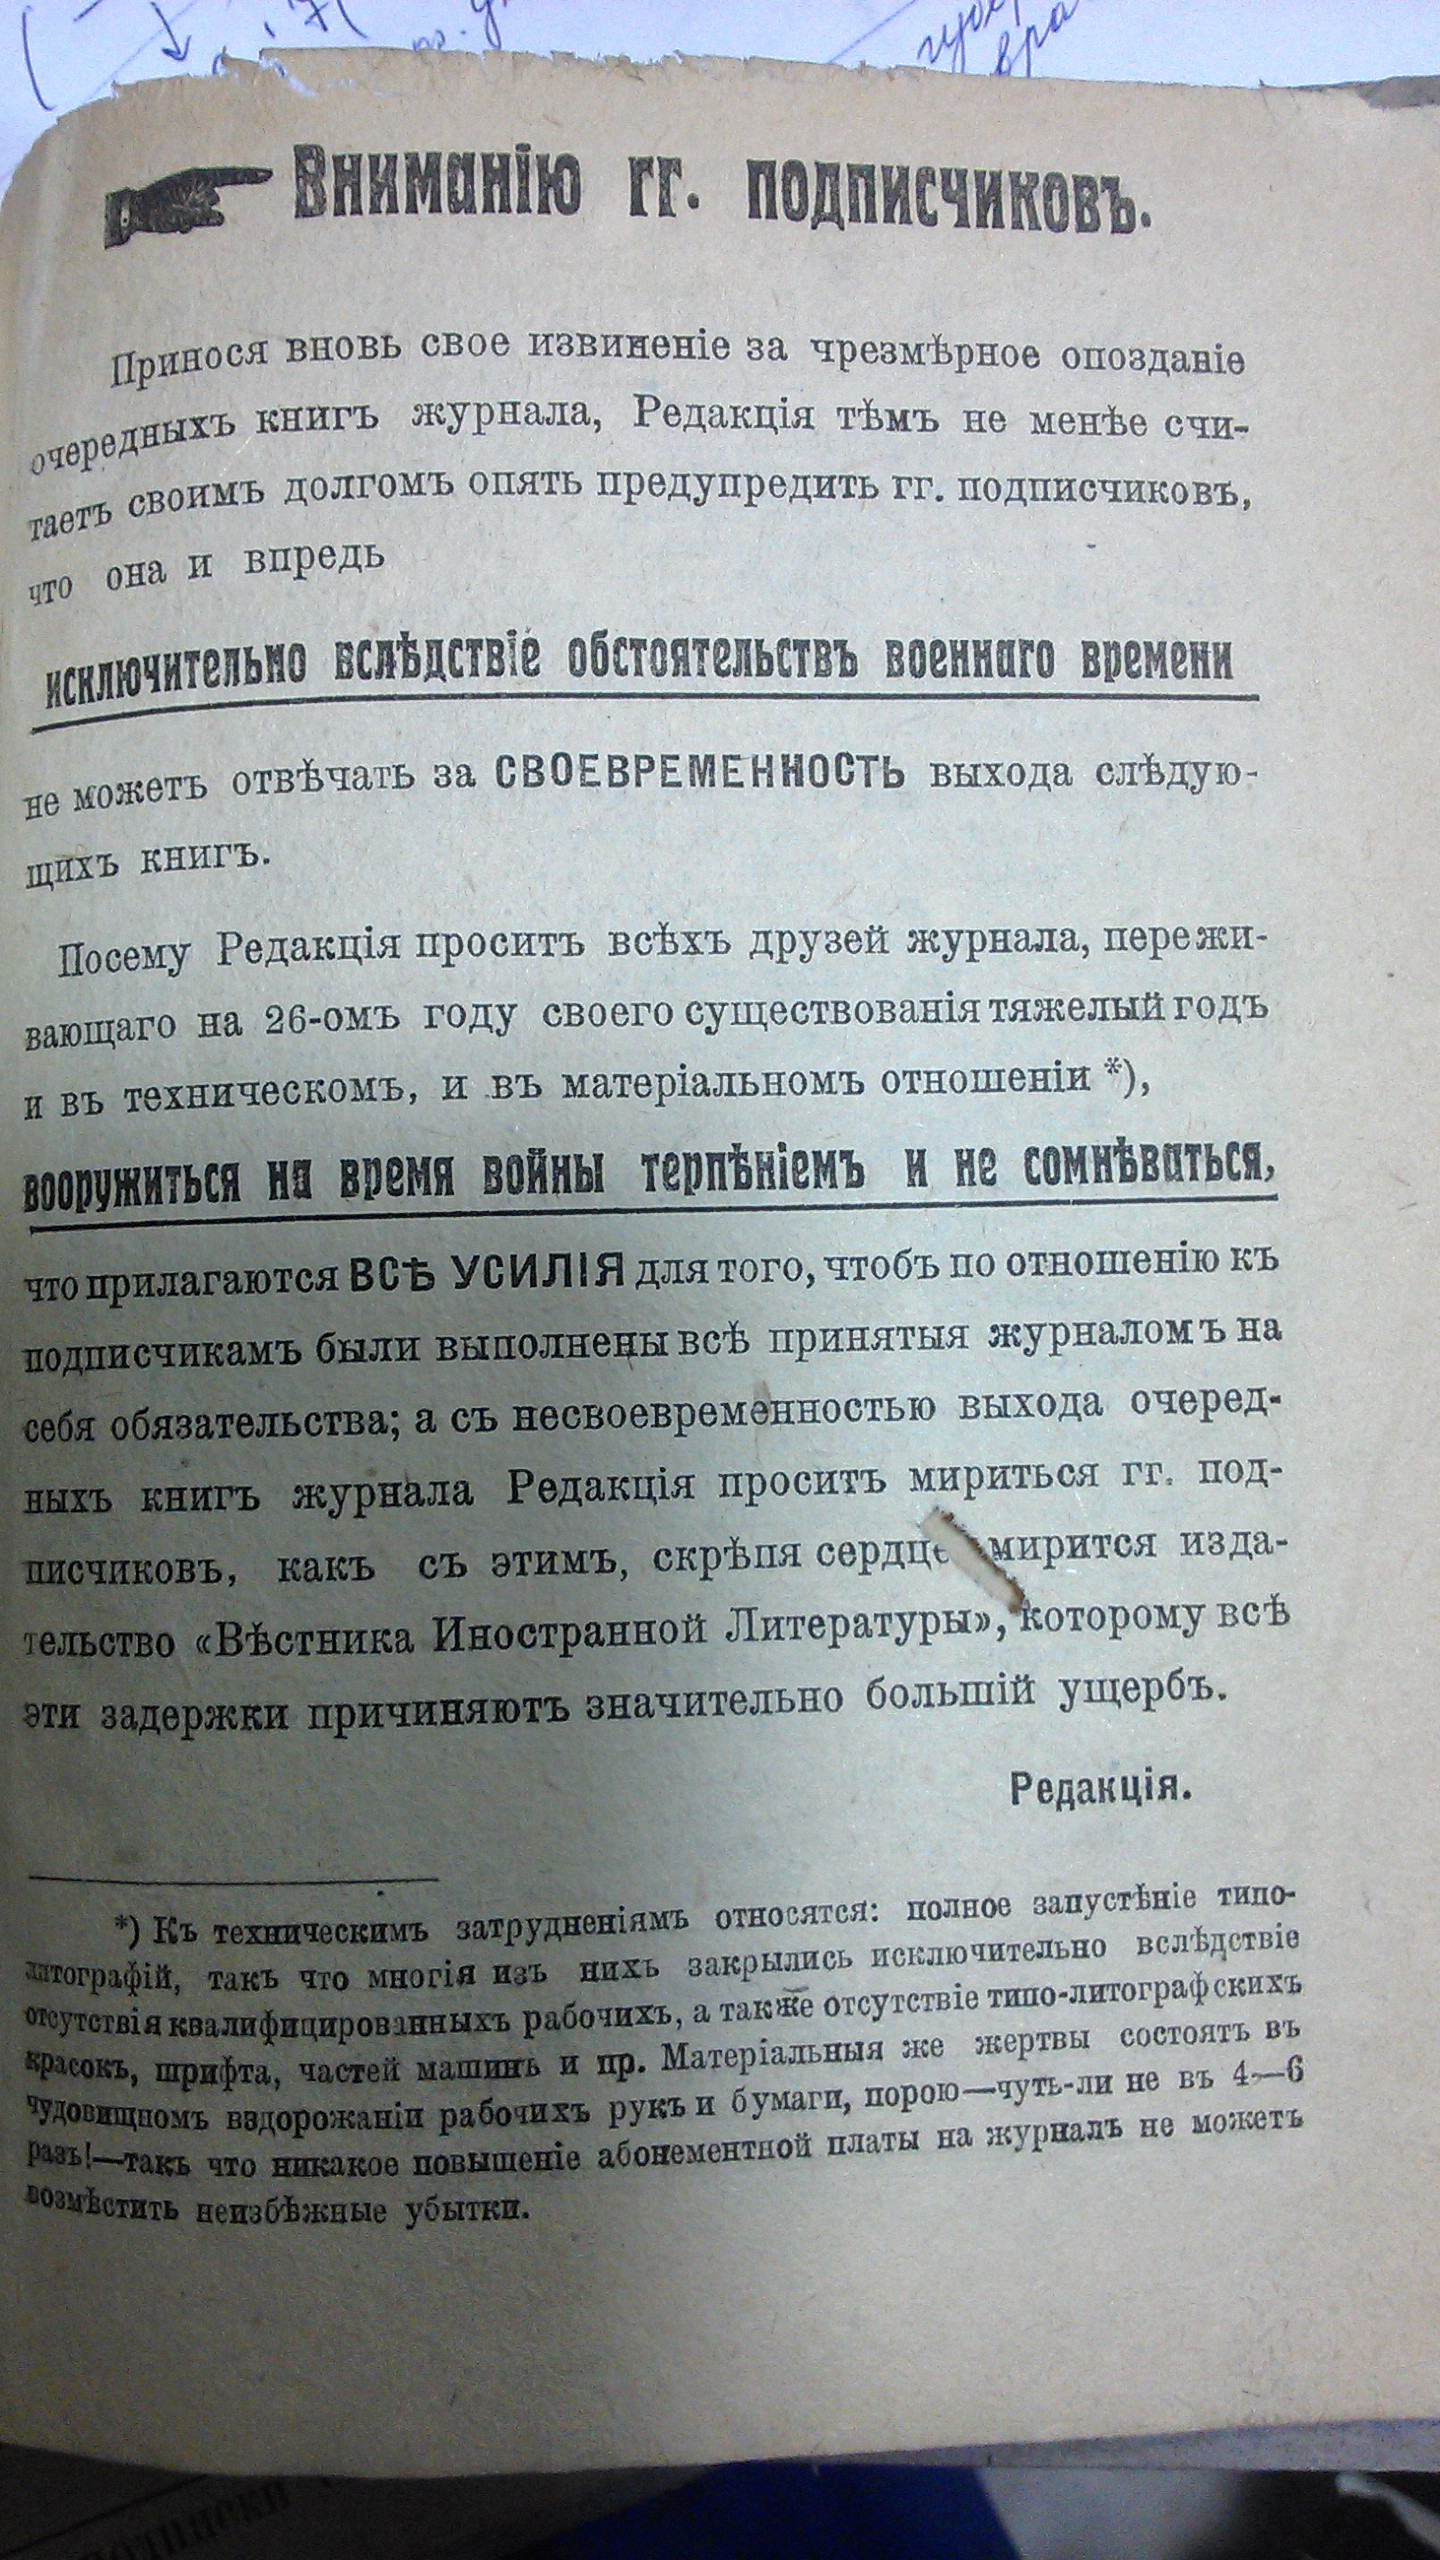 Вниманію гг. подписчиковъ.
Принося вновь свое извиненіе за чрезмѣрное опозданіе
очередныхъ книгъ журнала, Редакція тѣмъ не менѣе счи-
таетъ своимъ долгомъ опять предупредить гг. подписчиковъ,
что она и впредь
исключительно вслѣдствіе обстоятельствъ военнаго времени
не можетъ отвѣчать за СВОЕВРЕМЕННОСТЬ выхода слѣдую-
щихъ книгъ.
Посему Редакція проситъ всѣхъ друзей журнала, пережи-
вающаго на 26-омъ году своего существованія тяжелый годъ
и въ техническомъ, и въ матеріальномъ отношеніи *),
вооружиться на время войны терпѣніемъ и не сомнѣваться,
что прилагаются ВСѢ УСИЛІЯ для того, чтобъ по отношенію къ
подписчикамъ были выполнены всѣ принятыя журналомъ на
себя обязательства; а съ несвоевременностью выхода очеред-
ныхъ книгъ журнала Редакція проситъ мириться гг. под-
писчиковъ, какъ съ этимъ, скрѣпя сердце мирится изда-
тельство «Вѣстника Иностранной Литературы», которому всѣ
эти задержки причиняютъ значительно большій ущербъ.
Редакція.
*) Къ техническимъ затрудненіямъ относятся: полное запустѣніе типо-
литографій, такъ что многія изъ нихъ закрылись исключительно вслѣдствіе
отсутствія квалифицированныхъ рабочихъ, а также отсутствіе типо-литографскихъ
красокъ, шрифта, частей машинъ и пр. Матеріальныя же жертвы состоятъ въ
чудовищномъ вздорожаніи рабочихъ рукъ и бумаги, порою—чуть-ли не въ 4—6
разъ!—такъ что никакое повышеніе абонементной платы на журналъ не можетъ
возмѣстить неизбѣжные убытки.